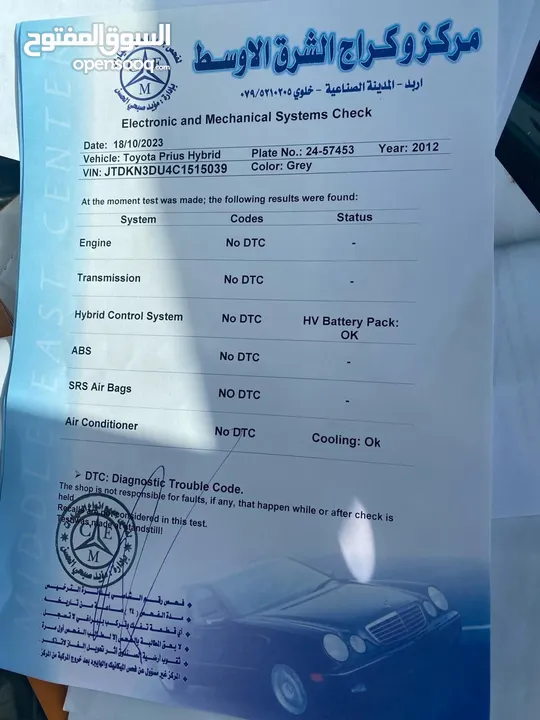 السوق المفتوح
opensooq.com
مركز وكراج الشرق الاوسط
اربد - المدينة الصناعية - خلوي ٠٧٩/٥٢١٠٢٠٥
C E M
Electronic and Mechanical Systems Check
Date: 18/10/2023
Vehicle: Toyota Prius Hybrid Plate No.: 24-57453 Year: 2012
VIN: JTDKN3DU4C1515039 Color: Grey
At the moment test was made; the following results were found:
System Codes Status
Engine No DTC -
Transmission No DTC -
Hybrid Control System No DTC HV Battery Pack: OK
ABS No DTC -
SRS Air Bags NO DTC -
Air Conditioner No DTC Cooling: Ok
➢ DTC: Diagnostic Trouble Code.
The shop is not responsible for faults, if any, that happen while or after check is
held.
Recall are not considered in this test.
made standstill!
MIDDLE EAST CENTER
C E M